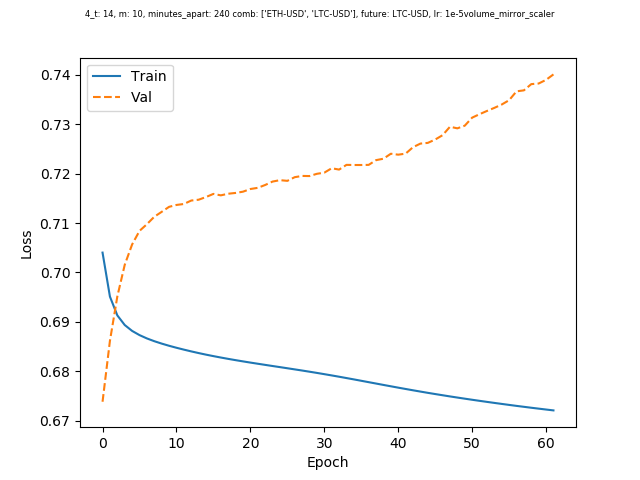 4_t: 14, m: 10, minutes_apart: 240 comb: ['ETH-USD', 'LTC-USD'], future: LTC-USD, lr: 1e-5volume_mirror_scaler
Train
Val
0.74
0.73
0.72
0.71
0.70
0.69
0.68
0.67
Loss
0 10 20 30 40 50 60
Epoch